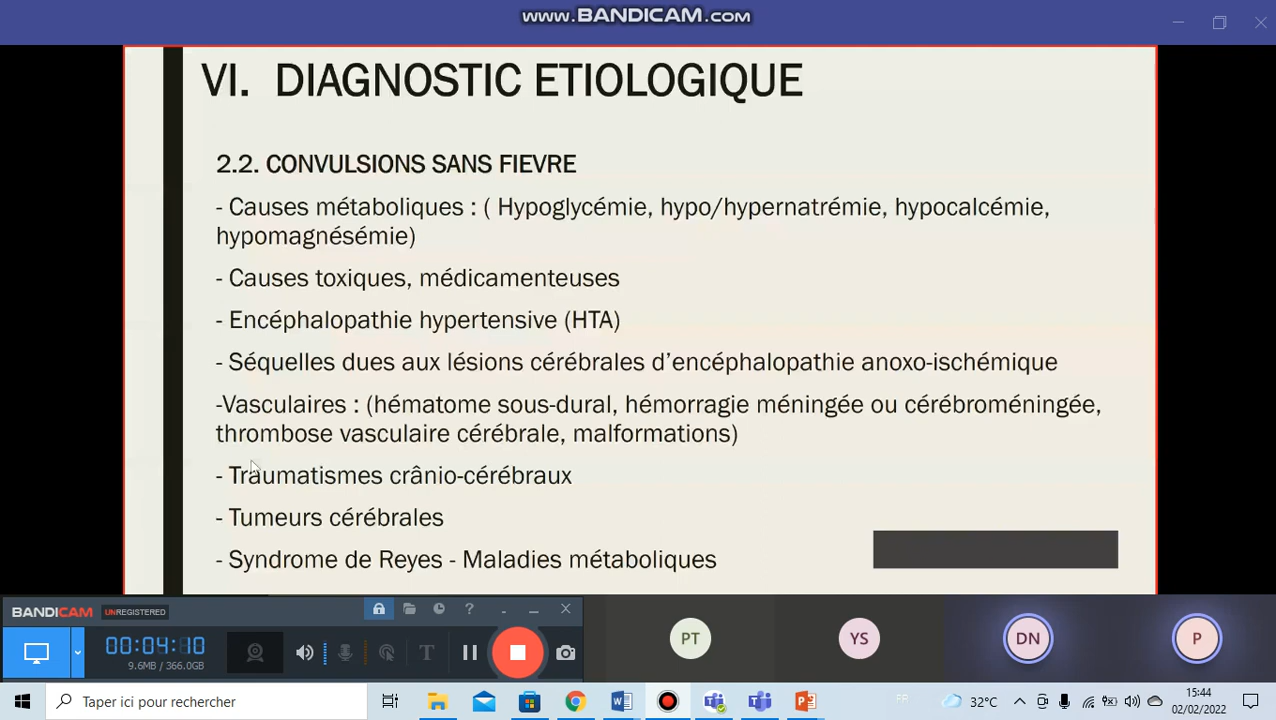 www.BANDICAM.com
VI. DIAGNOSTIC ETIOLOGIQUE
2.2. CONVULSIONS SANS FIEVRE
- Causes métaboliques : ( Hypoglycémie, hypo/hypernatrémie, hypocalcémie,
hypomagnésémie)
- Causes toxiques, médicamenteuses
- Encéphalopathie hypertensive (HTA)
- Séquelles dues aux lésions cérébrales d’encéphalopathie anoxo-ischémique
-Vasculaires : (hématome sous-dural, hémorragie méningée ou cérébroméningée,
thrombose vasculaire cérébrale, malformations)
- Traumatismes crânio-cérébraux
- Tumeurs cérébrales
- Syndrome de Reyes - Maladies métaboliques
BANDICAM UNREGISTERED
00:04:10
9.6MB / 366.0GB
PT YS DN P
Taper ici pour rechercher
FR 32°C 15:44
02/02/2022